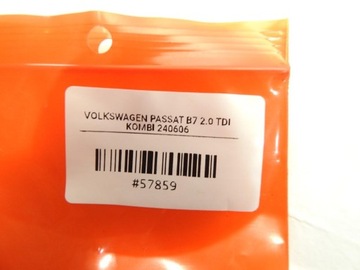 VOLKSWAGEN PASSAT B7 2.0 TDI
KOMBI 240606
#57859